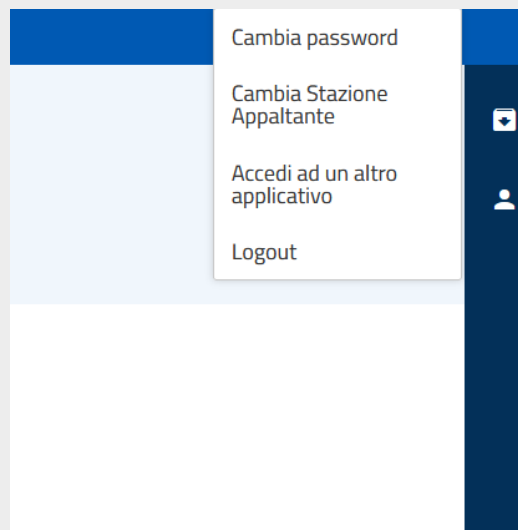 Cambia password
Cambia Stazione
Appaltante
Accedi ad un altro
applicativo
Logout